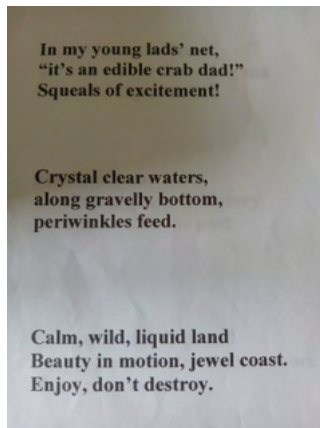 In my young lads' net,
“it's an edible crab dad!”
Squeals of excitement!
Crystal clear waters,
along gravelly bottom,
periwinkles feed.
Calm, wild, liquid land
Beauty in motion, jewel coast.
Enjoy, don't destroy.